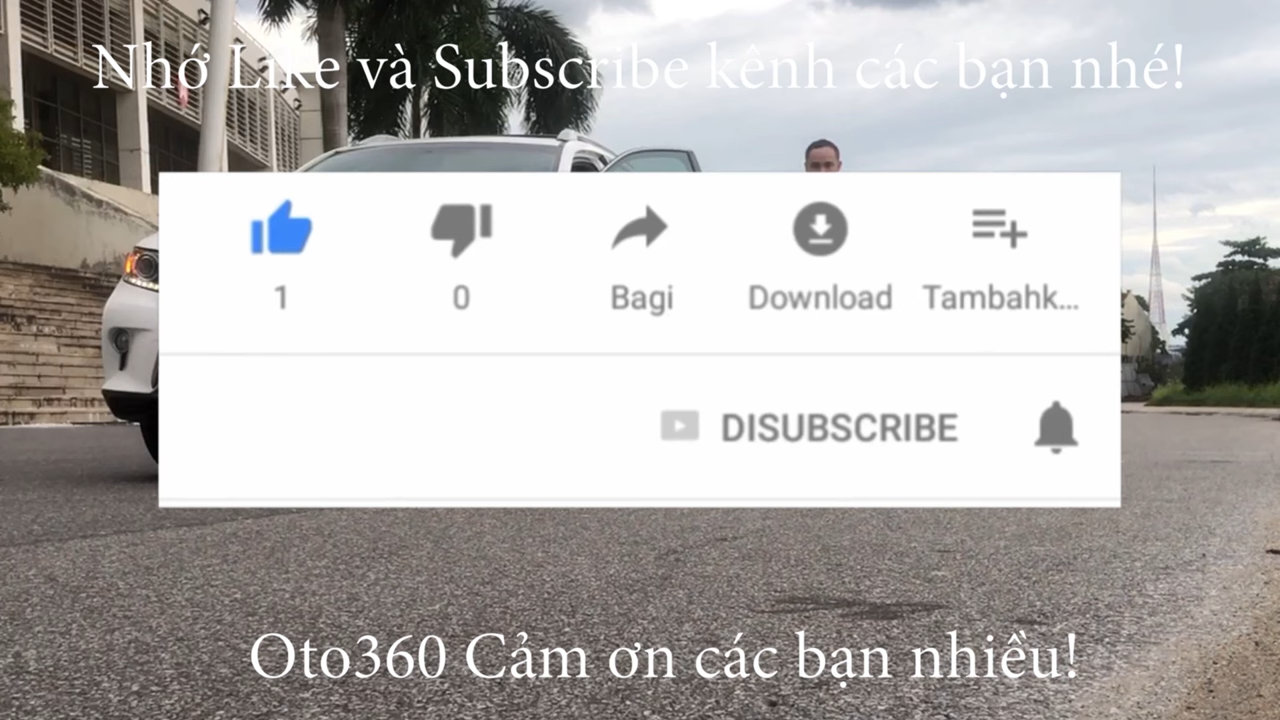 Nhớ Like và Subscribe kênh các bạn nhé!
1 0 Bagi Download Tambahk...
DISUBSCRIBE
Oto360 Cảm ơn các bạn nhiều!